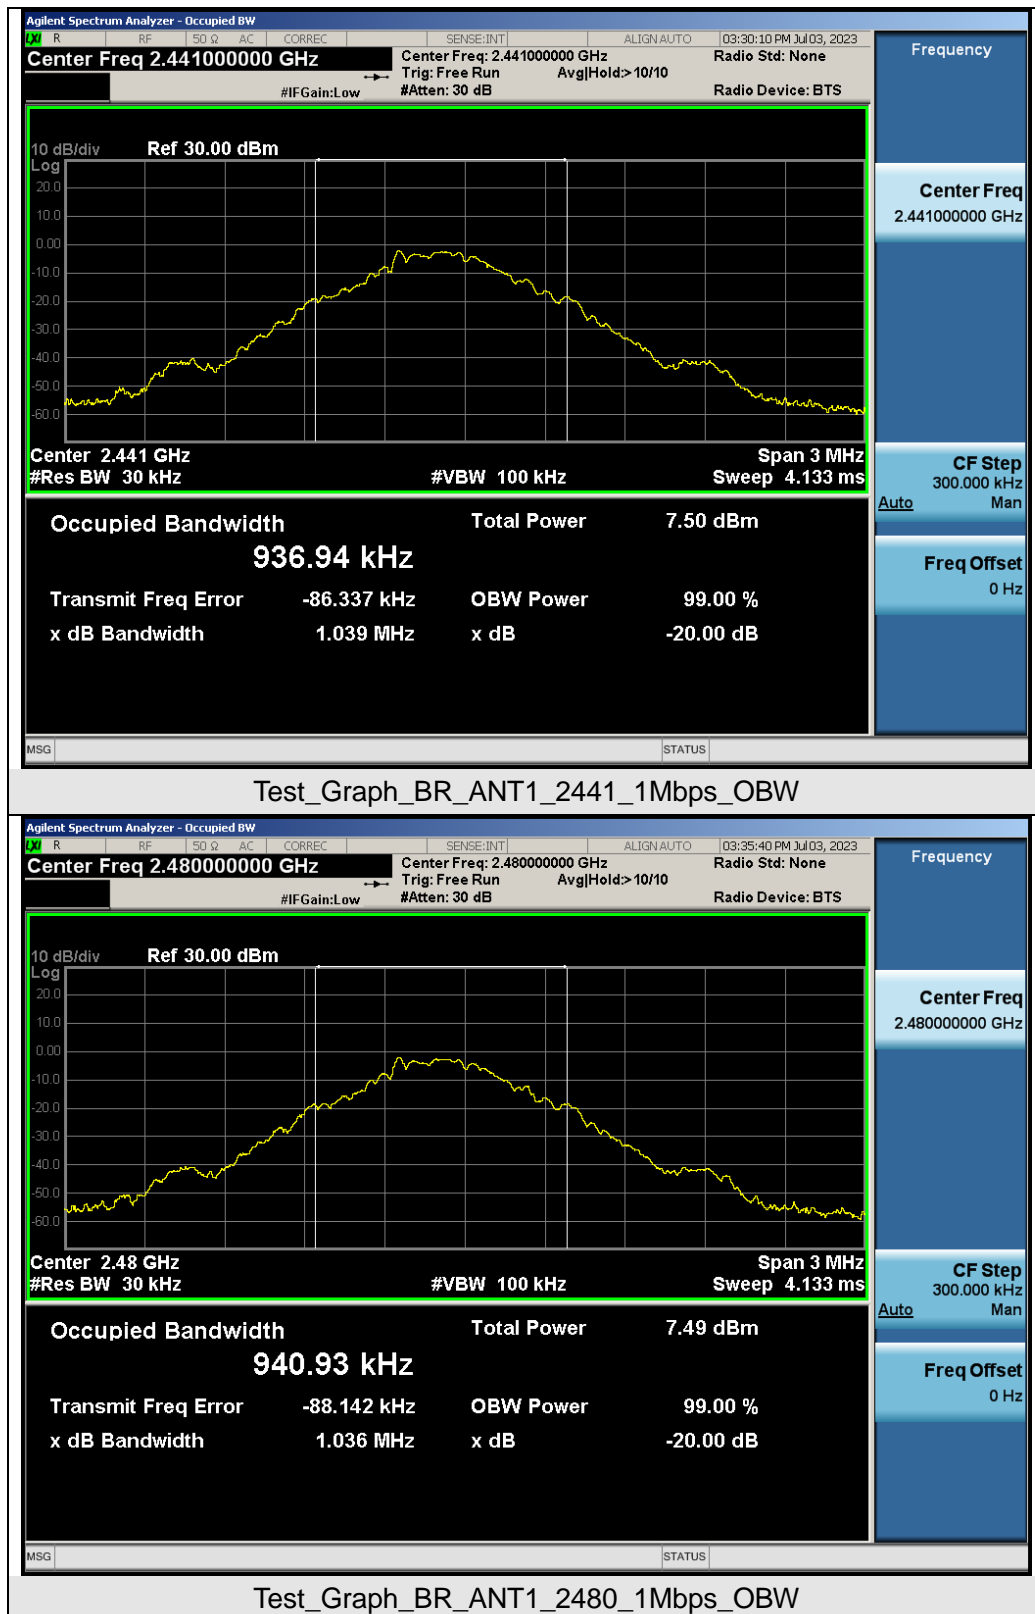 Agilent Spectrum Analyzer - Occupied BW
LXI R RF 50 Ω AC CORREC SENSE:INT ALIGN AUTO 03:30:10 PM Jul 03, 2023
Center Freq 2.441000000 GHz
Center Freq: 2.441000000 GHz
Radio Std: None
Trig: Free Run Avg|Hold:>10/10
#IFGain:Low
#Atten: 30 dB
Radio Device: BTS
Frequency
10 dB/div Ref 30.00 dBm
Log
20.0
10.0
0.00
-10.0
-20.0
-30.0
-40.0
-50.0
-60.0
Center 2.441 GHz Span 3 MHz
#Res BW 30 kHz #VBW 100 kHz Sweep 4.133 ms
Center Freq
2.441000000 GHz
CF Step
300.000 kHz
Auto Man
Freq Offset
0 Hz
Occupied Bandwidth Total Power 7.50 dBm
936.94 kHz
Transmit Freq Error -86.337 kHz OBW Power 99.00 %
x dB Bandwidth 1.039 MHz x dB -20.00 dB
MSG STATUS
Test_Graph_BR_ANT1_2441_1Mbps_OBW
Agilent Spectrum Analyzer - Occupied BW
LXI R RF 50 Ω AC CORREC SENSE:INT ALIGN AUTO 03:35:40 PM Jul 03, 2023
Center Freq 2.480000000 GHz
Center Freq: 2.480000000 GHz
Radio Std: None
Trig: Free Run Avg|Hold:>10/10
#IFGain:Low
#Atten: 30 dB
Radio Device: BTS
Frequency
10 dB/div Ref 30.00 dBm
Log
20.0
10.0
0.00
-10.0
-20.0
-30.0
-40.0
-50.0
-60.0
Center 2.48 GHz Span 3 MHz
#Res BW 30 kHz #VBW 100 kHz Sweep 4.133 ms
Center Freq
2.480000000 GHz
CF Step
300.000 kHz
Auto Man
Freq Offset
0 Hz
Occupied Bandwidth Total Power 7.49 dBm
940.93 kHz
Transmit Freq Error -88.142 kHz OBW Power 99.00 %
x dB Bandwidth 1.036 MHz x dB -20.00 dB
MSG STATUS
Test_Graph_BR_ANT1_2480_1Mbps_OBW